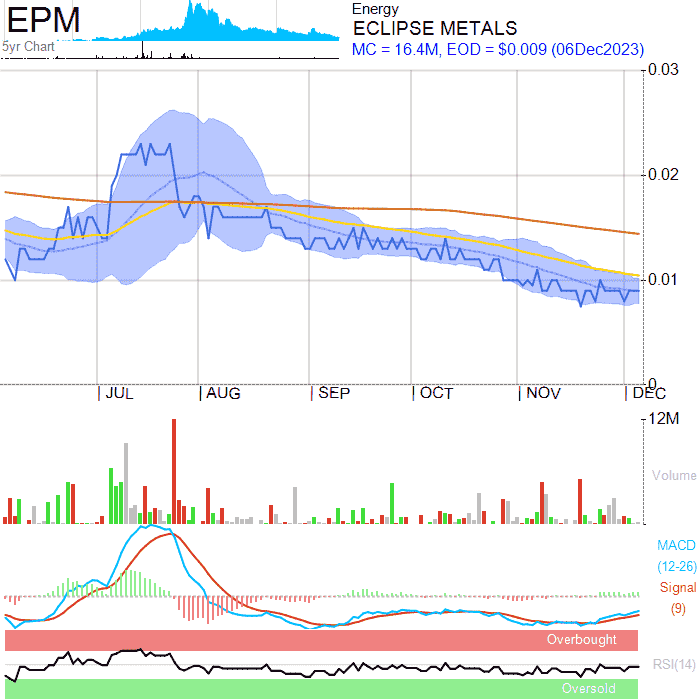 EPM
5yr Chart
Energy
ECLIPSE METALS
MC = 16.4M, EOD = $0.009 (06Dec2023)
0.03
0.02
0.01
0
JUL AUG SEP OCT NOV DEC
12M
Volume
MACD
(12-26)
Signal
(9)
Overbought
RSI(14)
Oversold